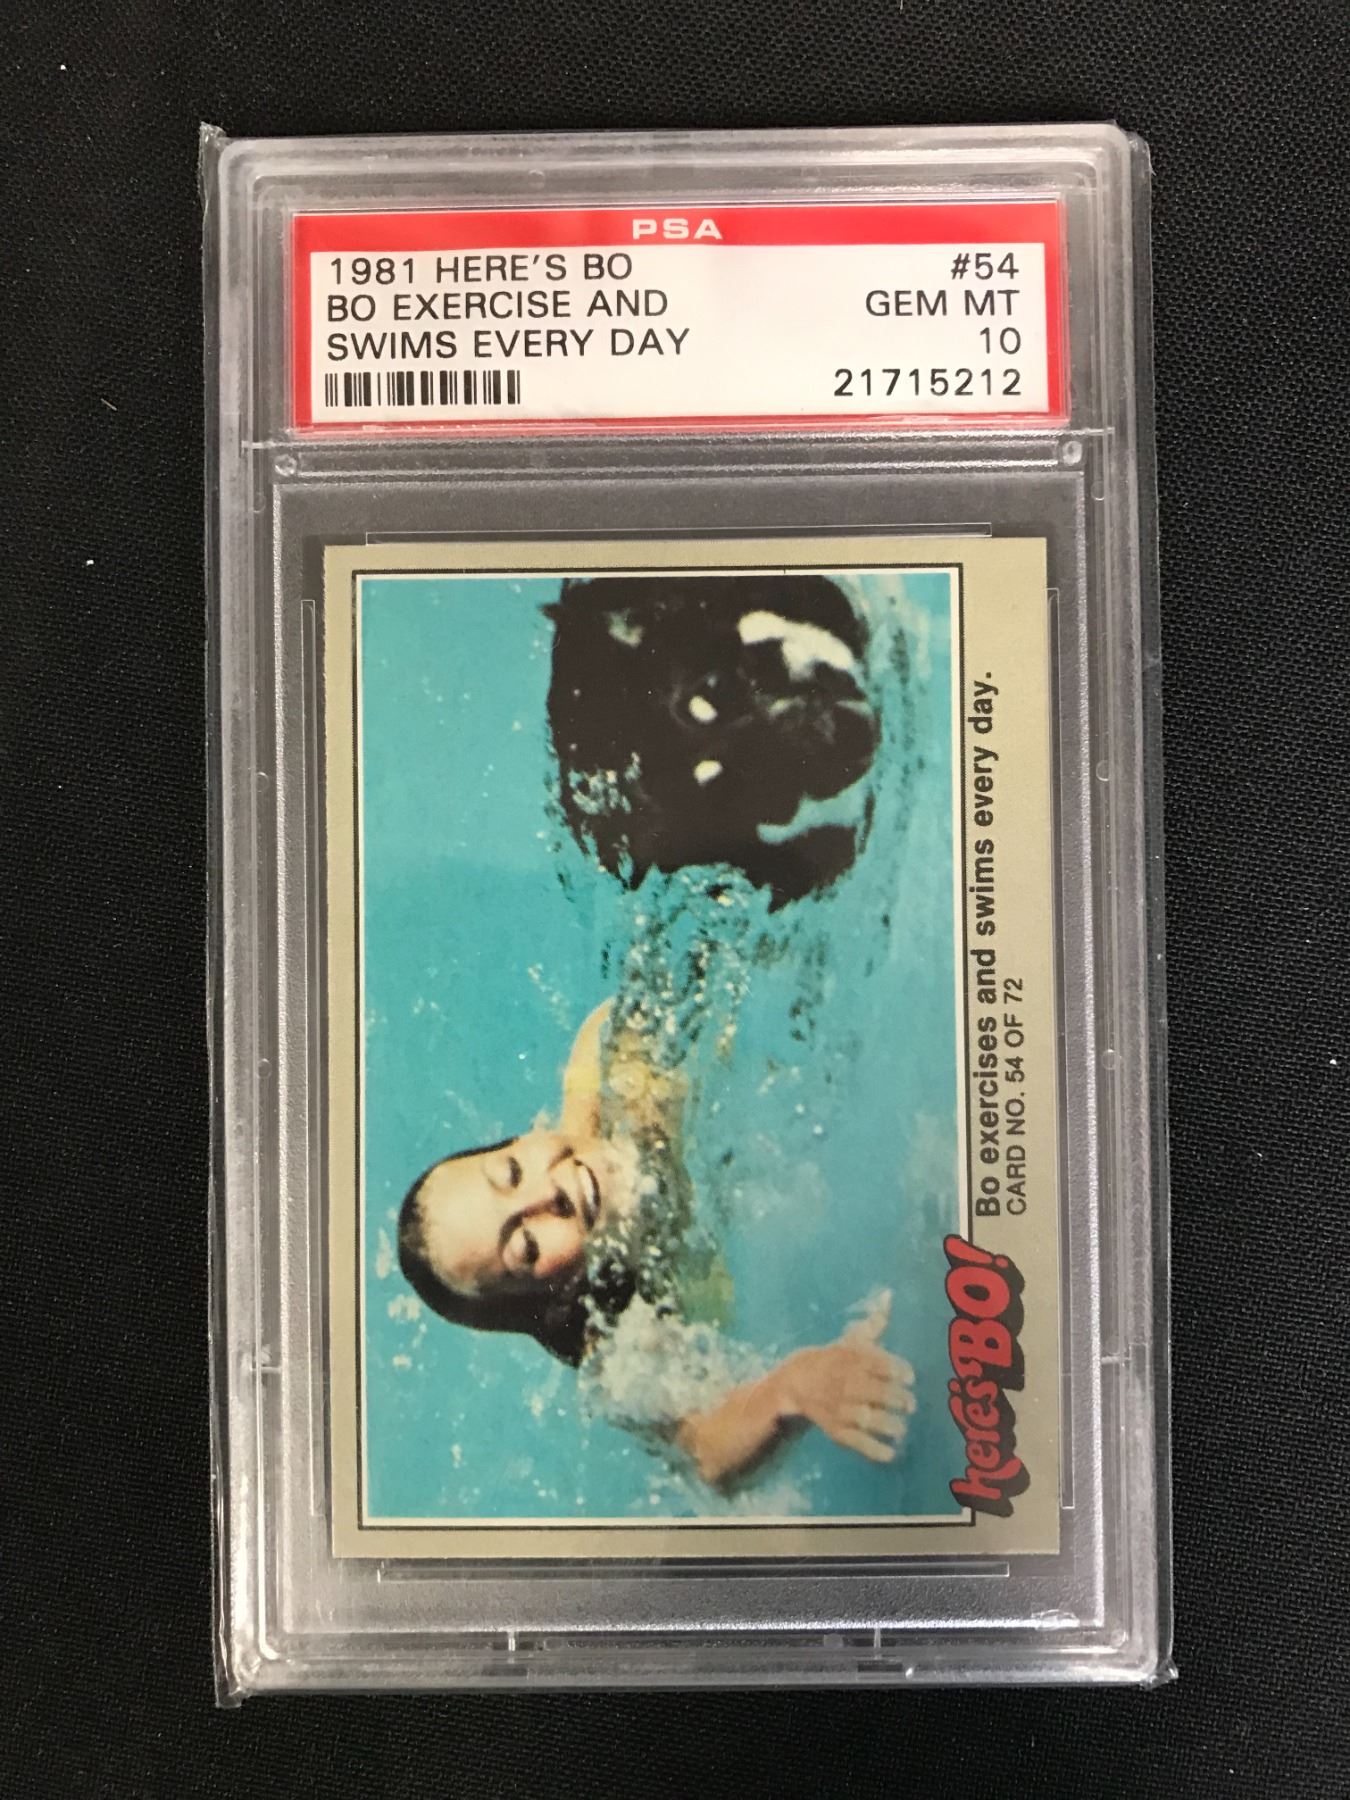 PSA
1981 HERE'S BO #54
BO EXERCISE AND GEM MT
SWIMS EVERY DAY 10
21715212
Bo exercises and swims every day.
CARD NO. 54 OF 72
here's BO!